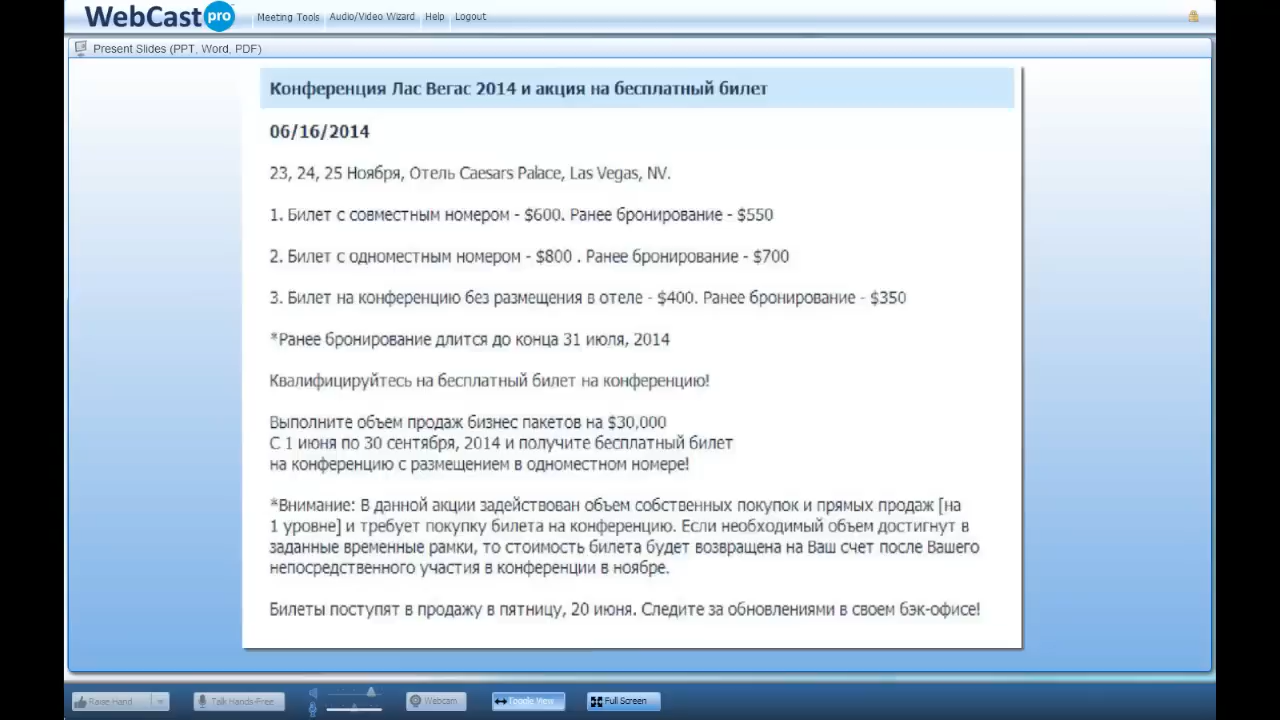 WebCast pro
Meeting Tools Audio/Video Wizard Help Logout
Present Slides (PPT, Word, PDF)
Конференция Лас Вегас 2014 и акция на бесплатный билет
06/16/2014
23, 24, 25 Ноября, Отель Caesars Palace, Las Vegas, NV.
1. Билет с совместным номером - $600. Ранее бронирование - $550
2. Билет с одноместным номером - $800 . Ранее бронирование - $700
3. Билет на конференцию без размещения в отеле - $400. Ранее бронирование - $350
*Ранее бронирование длится до конца 31 июля, 2014
Квалифицируйтесь на бесплатный билет на конференцию!
Выполните объем продаж бизнес пакетов на $30,000
С 1 июня по 30 сентября, 2014 и получите бесплатный билет
на конференцию с размещением в одноместном номере!
*Внимание: В данной акции задействован объем собственных покупок и прямых продаж [на
1 уровне] и требует покупку билета на конференцию. Если необходимый объем достигнут в
заданные временные рамки, то стоимость билета будет возвращена на Ваш счет после Вашего
непосредственного участия в конференции в ноябре.
Билеты поступят в продажу в пятницу, 20 июня. Следите за обновлениями в своем бэк-офисе!
Raise Hand Talk Hands-Free Webcam Toggle View Full Screen